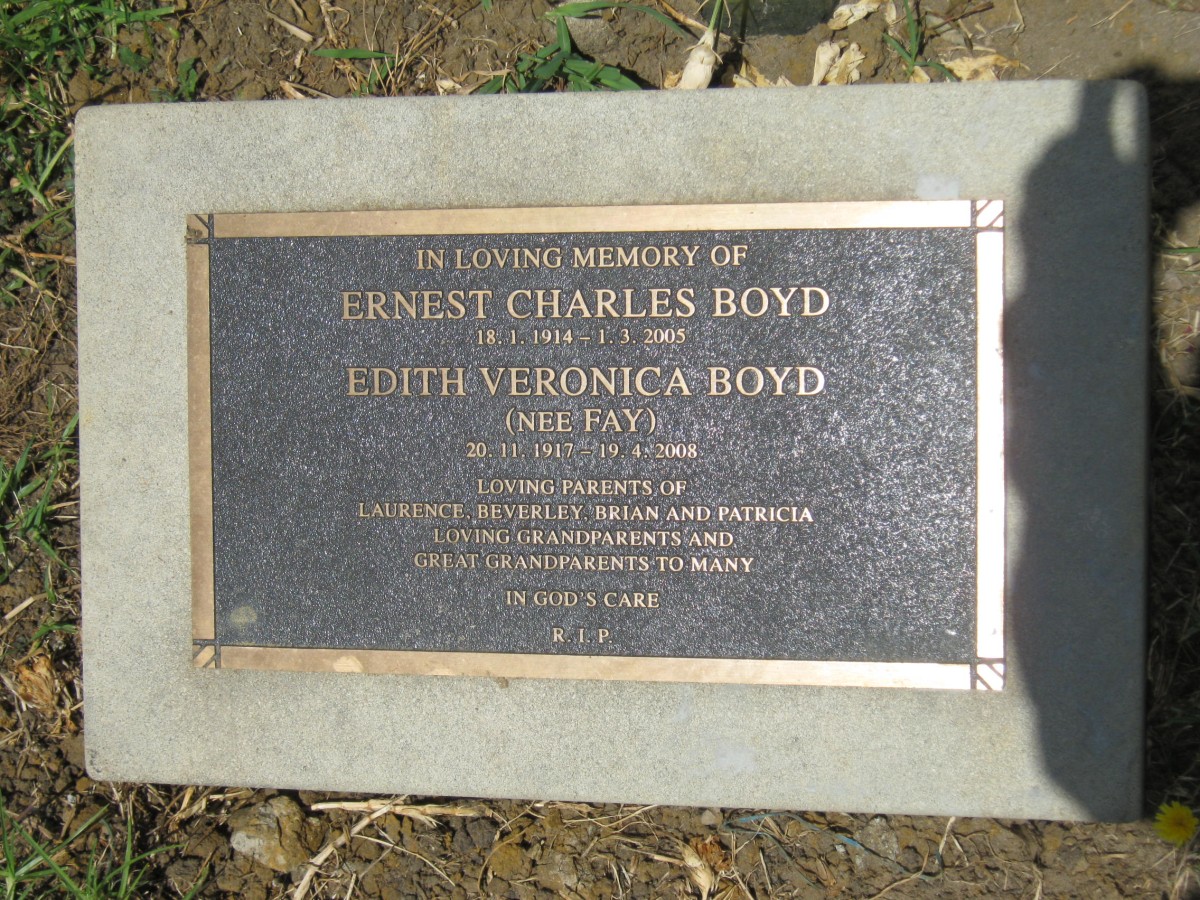 IN LOVING MEMORY OF
ERNEST CHARLES BOYD
18. 1. 1914 – 1. 3. 2005
EDITH VERONICA BOYD
(NEE FAY)
20. 11. 1917 – 19. 4. 2008
LOVING PARENTS OF
LAURENCE, BEVERLEY, BRIAN AND PATRICIA
LOVING GRANDPARENTS AND
GREAT GRANDPARENTS TO MANY
IN GOD'S CARE
R. I. P.